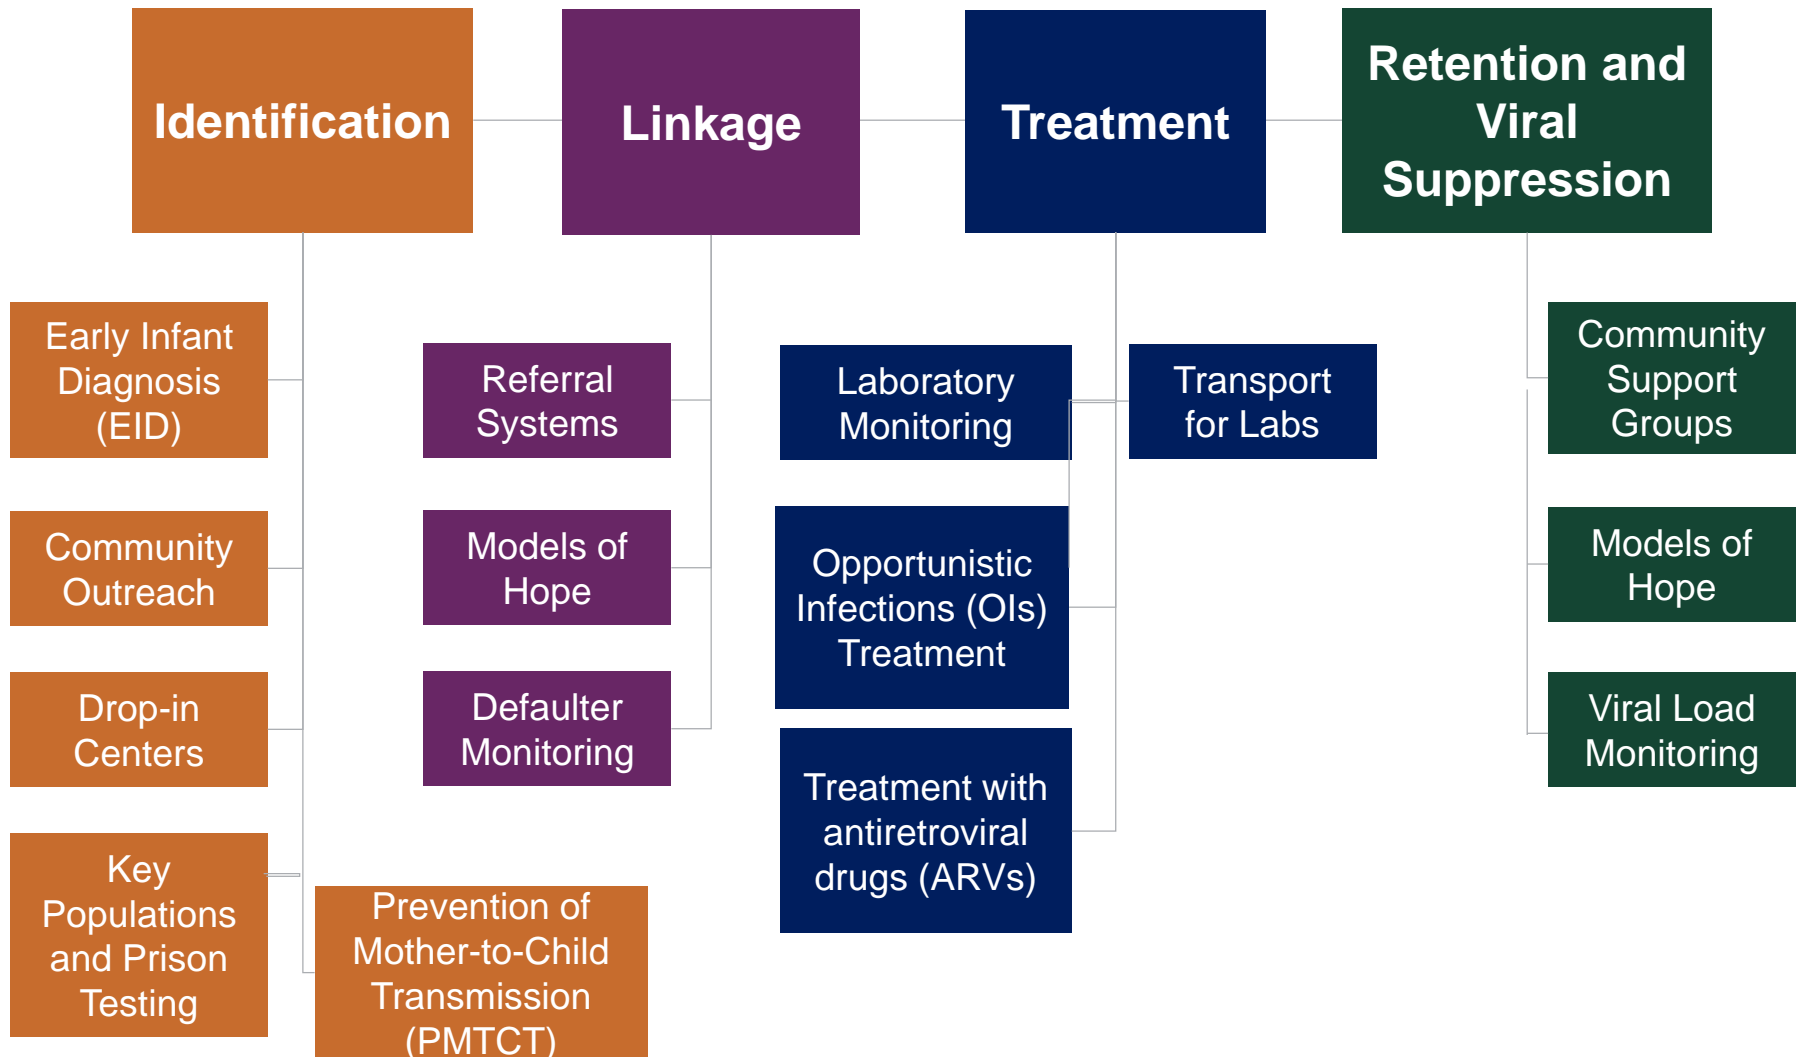 Identification
Linkage
Treatment
Retention and
Viral
Suppression
Early Infant
Diagnosis
(EID)
Community
Outreach
Drop-in
Centers
Key
Populations
and Prison
Testing
Prevention of
Mother-to-Child
Transmission
(PMTCT)
Referral
Systems
Models of
Hope
Defaulter
Monitoring
Laboratory
Monitoring
Transport
for Labs
Opportunistic
Infections (OIs)
Treatment
Treatment with
antiretroviral
drugs (ARVs)
Community
Support
Groups
Models of
Hope
Viral Load
Monitoring